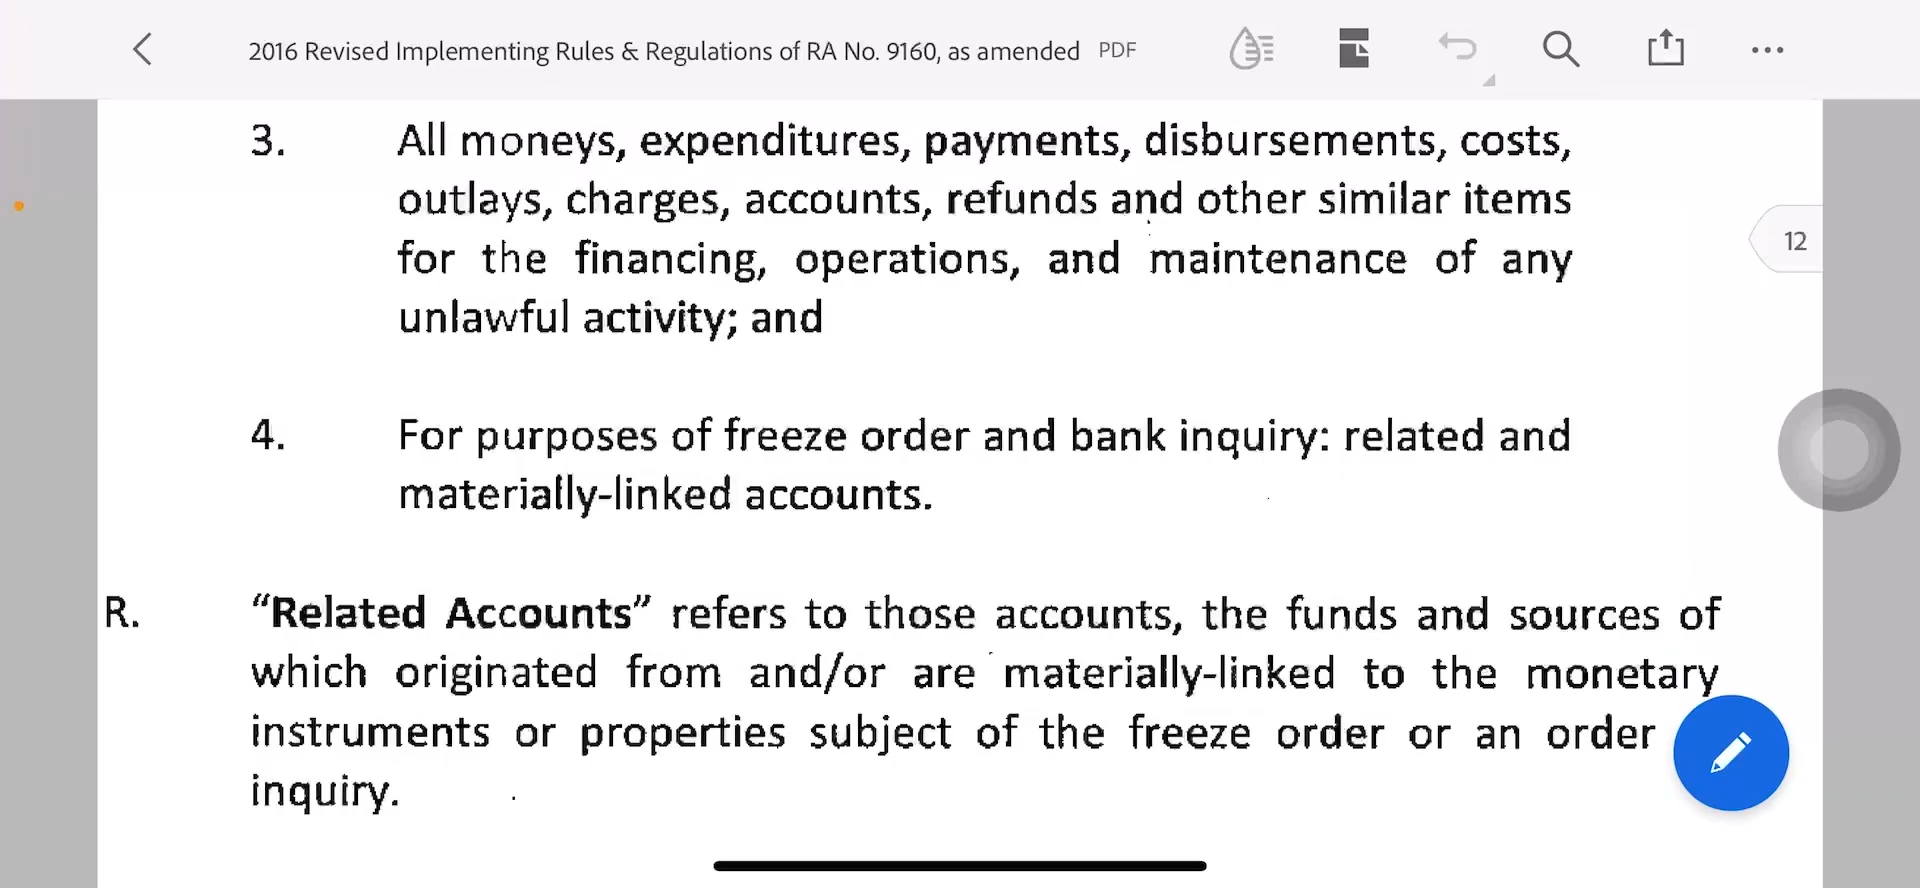 2016 Revised Implementing Rules & Regulations of RA No. 9160, as amended PDF
3. All moneys, expenditures, payments, disbursements, costs,
outlays, charges, accounts, refunds and other similar items
for the financing, operations, and maintenance of any
unlawful activity; and
12
4. For purposes of freeze order and bank inquiry: related and
materially-linked accounts.
R. “Related Accounts” refers to those accounts, the funds and sources of
which originated from and/or are materially-linked to the monetary
instruments or properties subject of the freeze order or an order
inquiry.